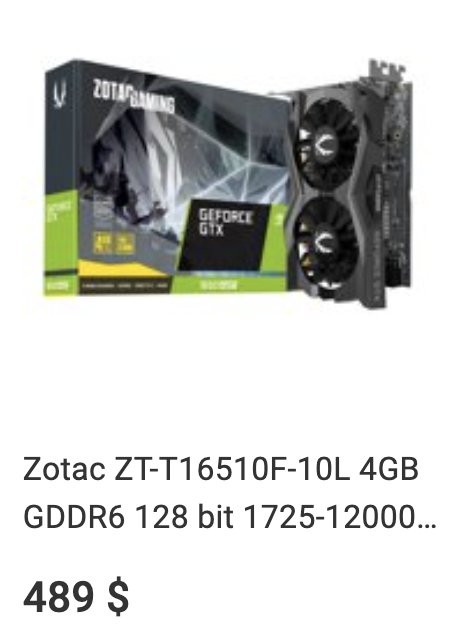 ZOTAC GAMING
GEFORCE
GTX
Zotac ZT-T16510F-10L 4GB
GDDR6 128 bit 1725-12000...
489 $